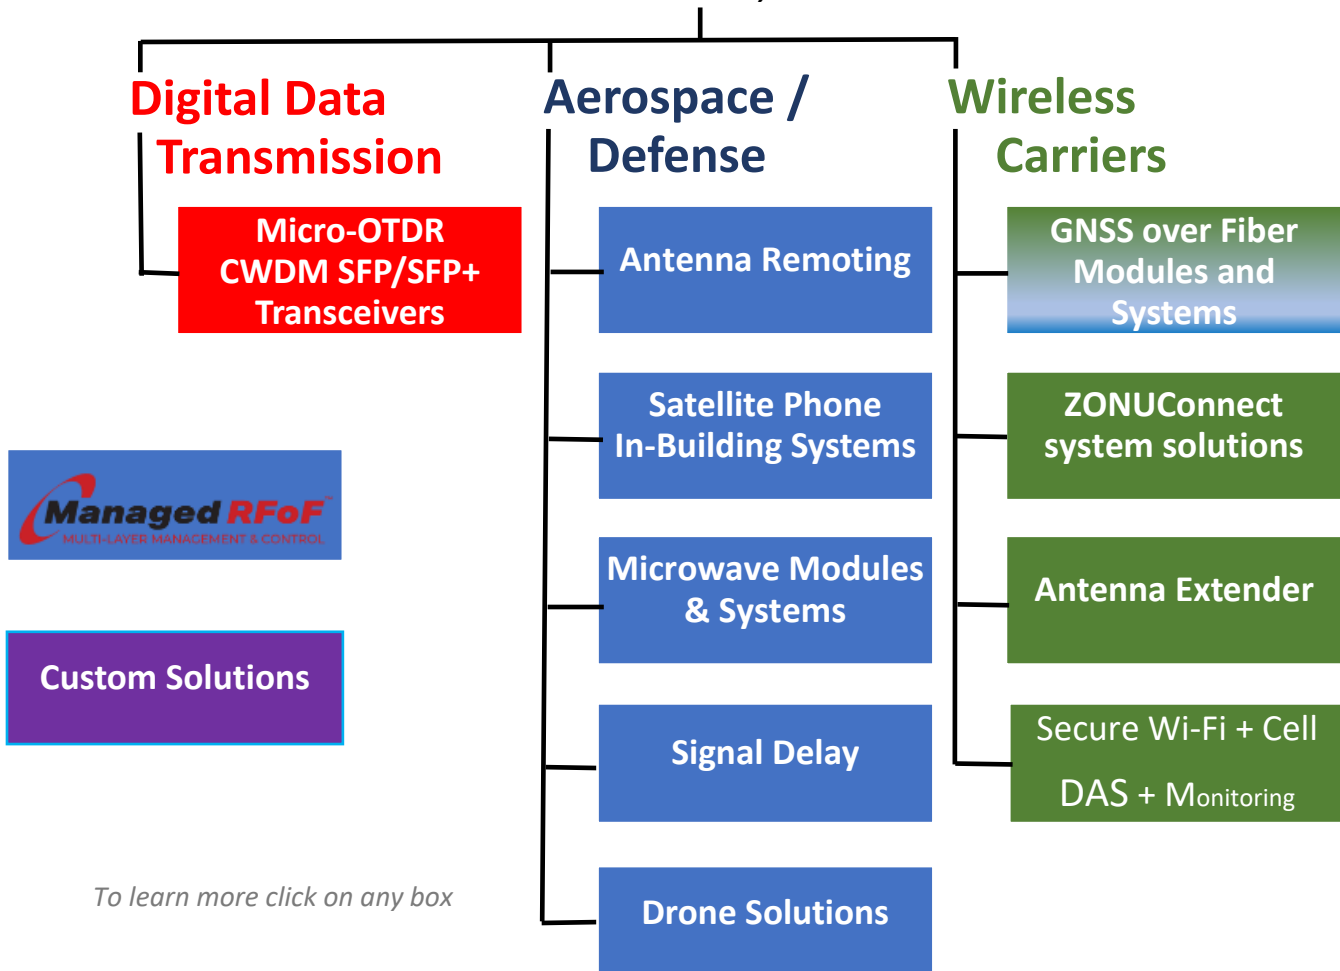 Digital Data
Transmission
Micro-OTDR
CWDM SFP/SFP+
Transceivers
Managed RFoF™
MULTI-LAYER MANAGEMENT & CONTROL
Custom Solutions
To learn more click on any box
Aerospace /
Defense
Antenna Remoting
Satellite Phone
In-Building Systems
Microwave Modules
& Systems
Signal Delay
Drone Solutions
Wireless
Carriers
GNSS over Fiber
Modules and
Systems
ZONUConnect
system solutions
Antenna Extender
Secure Wi-Fi + Cell
DAS + Monitoring